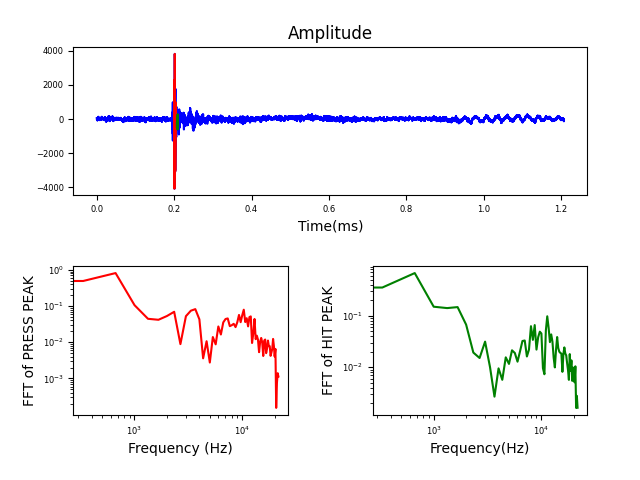 Amplitude
4000
2000
0
−2000
−4000
0.0 0.2 0.4 0.6 0.8 1.0 1.2
Time(ms)
FFT of PRESS PEAK
10⁰
10⁻¹
10⁻²
10⁻³
10³ 10⁴
Frequency (Hz)
FFT of HIT PEAK
10⁻¹
10⁻²
10³ 10⁴
Frequency(Hz)